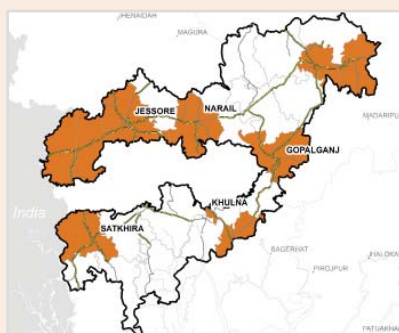 JHENAIDAH
MAGURA
JESSORE
NARAIL
MADARIPUR
GOPALGANJ
India
KHULNA
SATKHIRA
BAGERHAT
JHALOKA
PIROJPUR
PATUAKHA